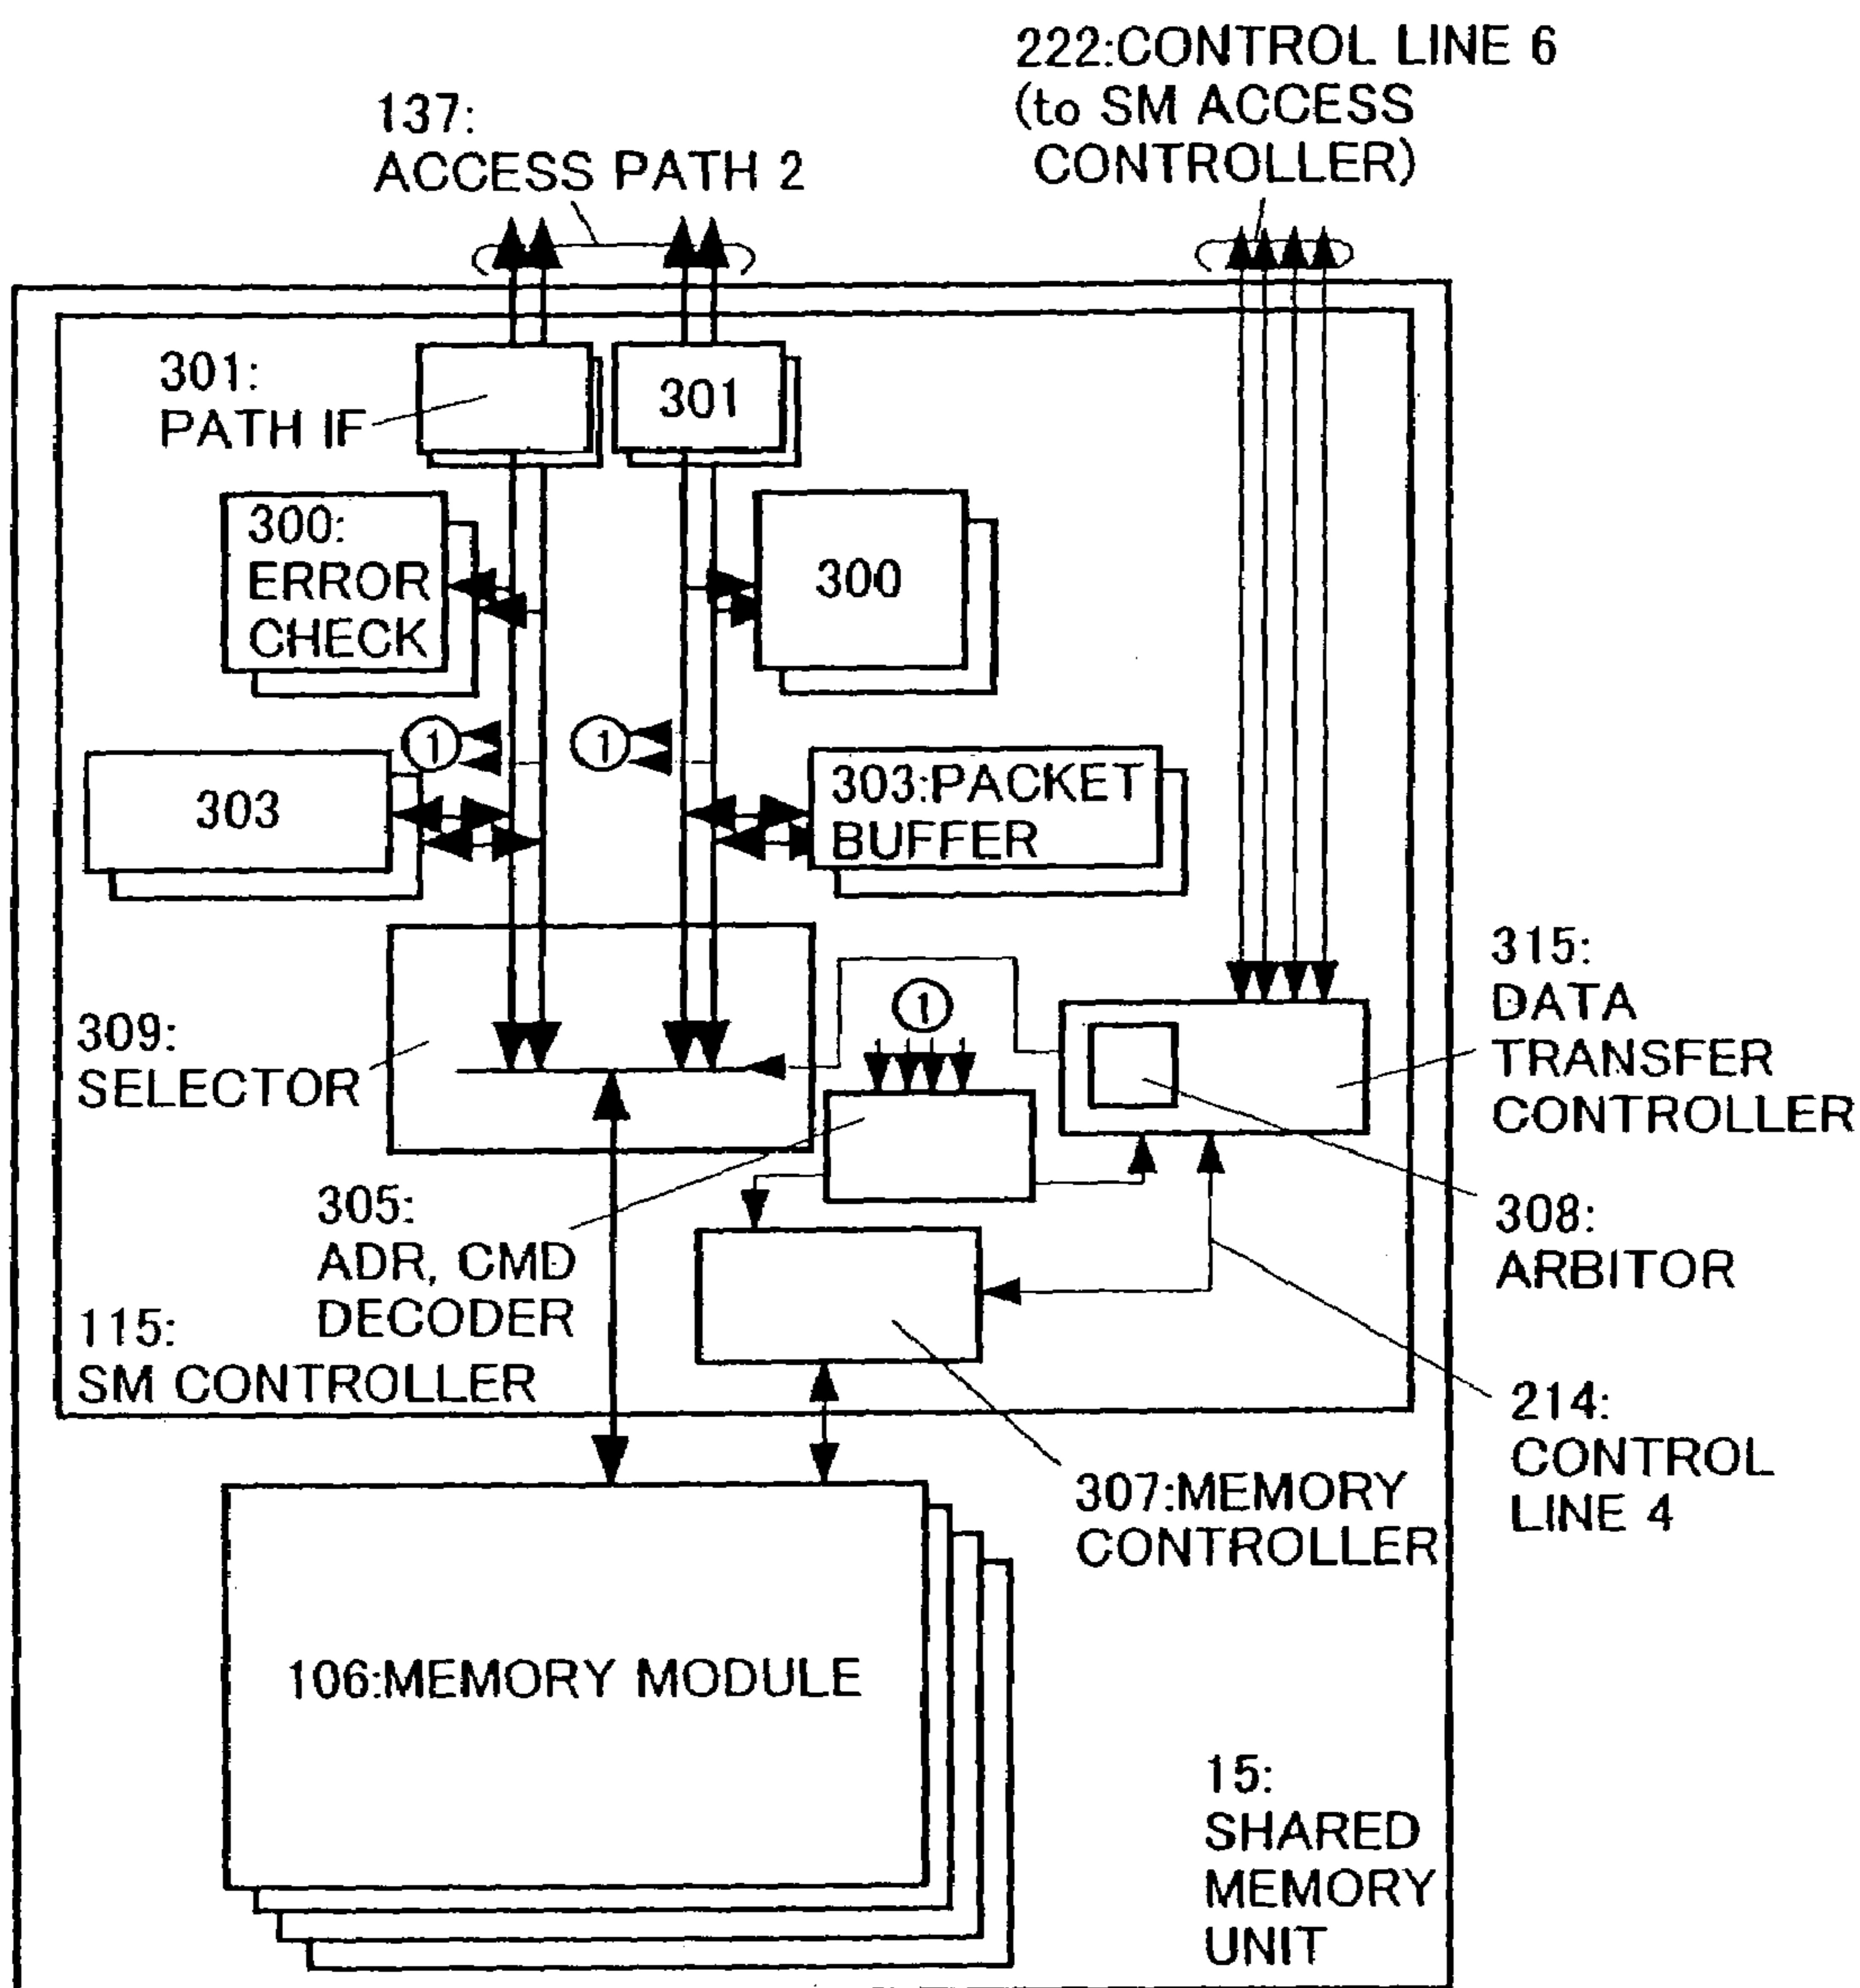 222:CONTROL LINE 6
(to SM ACCESS
CONTROLLER)
137:
ACCESS PATH 2
301:
PATH IF
301
300:
ERROR
CHECK
300
1
1
303
303:PACKET
BUFFER
1
309:
SELECTOR
315:
DATA
TRANSFER
CONTROLLER
305:
ADR, CMD
DECODER
308:
ARBITOR
115:
SM CONTROLLER
214:
CONTROL
LINE 4
307:MEMORY
CONTROLLER
106:MEMORY MODULE
15:
SHARED
MEMORY
UNIT